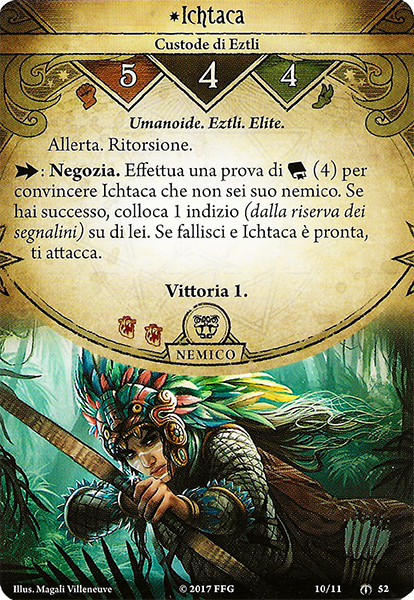 *Ichtaca
Custode di Eztli
5 4 4
Umanoide. Eztli. Elite.
Allerta. Ritorsione.
: Negozia. Effettua una prova di (4) per
convincere Ichtaca che non sei suo nemico. Se
hai successo, colloca 1 indizio (dalla riserva dei
segnalini) su di lei. Se fallisci e Ichtaca è pronta,
ti attacca.
Vittoria 1.
NEMICO
Illus. Magali Villeneuve © 2017 FFG 10/11 52